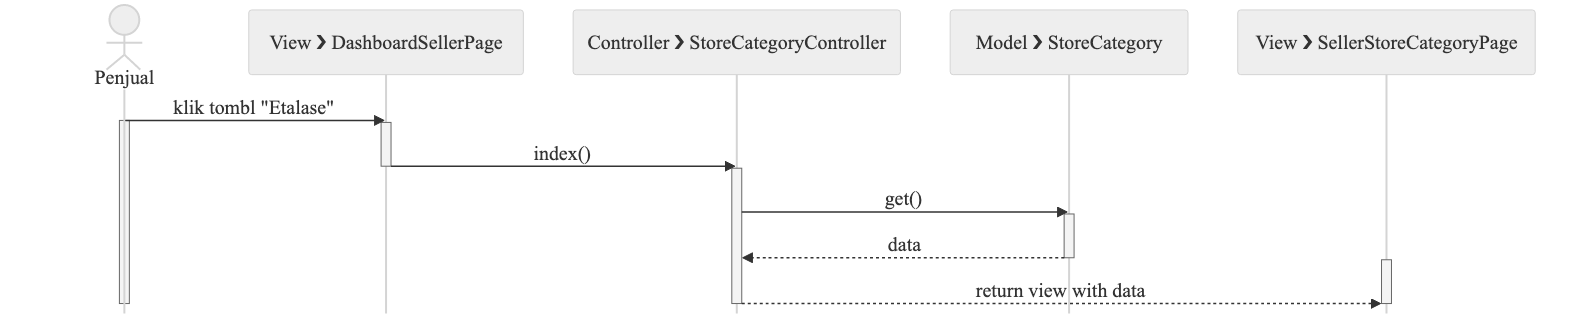 Penjual
View ❯ DashboardSellerPage
Controller ❯ StoreCategoryController
Model ❯ StoreCategory
View ❯ SellerStoreCategoryPage
klik tombl "Etalase"
index()
get()
data
return view with data